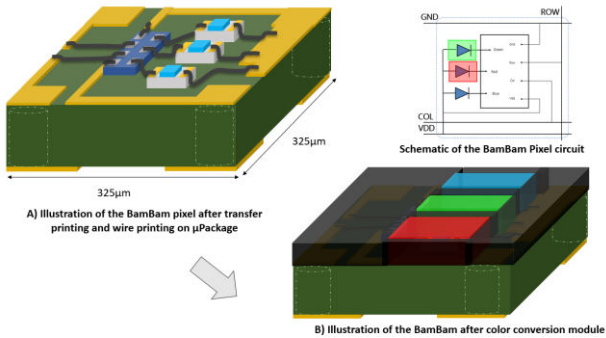 ROW
GND
Green
Red
Blue
COL
VDD
Schematic of the BamBam Pixel circuit
325µm
325µm
A) Illustration of the BamBam pixel after transfer
printing and wire printing on µPackage
B) Illustration of the BamBam after color conversion module